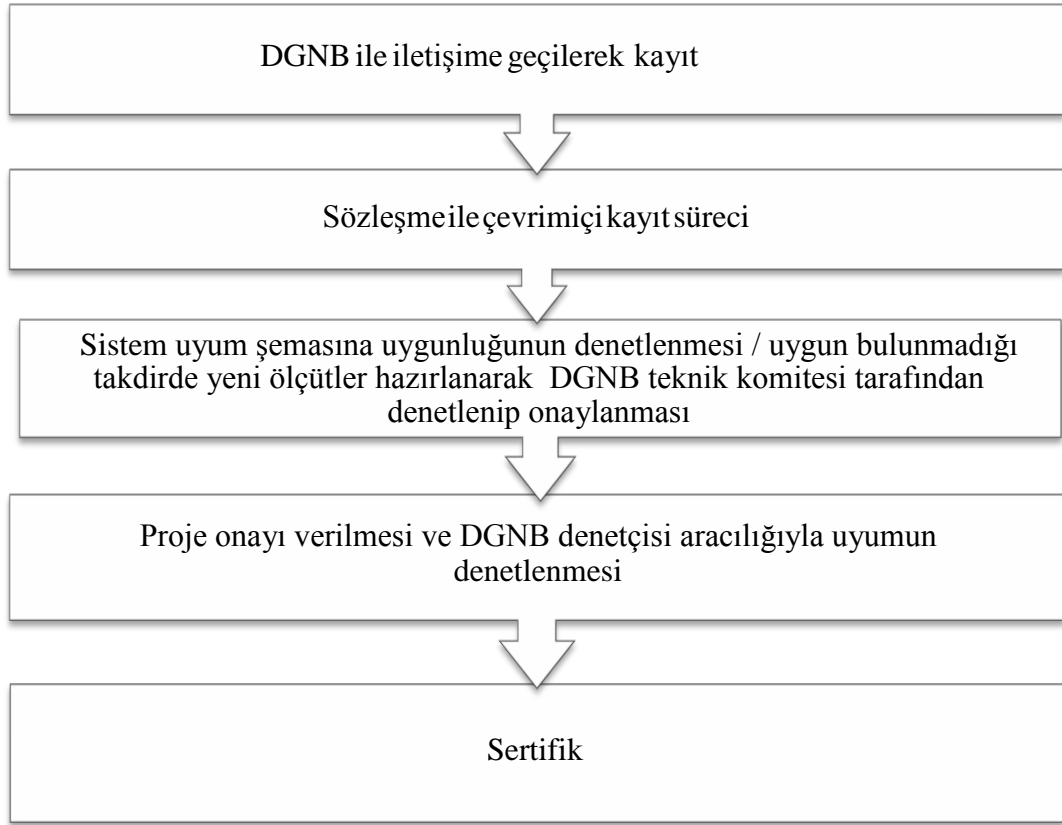 DGNB ile iletişime geçilerek kayıt
Sözleşme ile çevrimiçi kayıt süreci
Sistem uyum şemasına uygunluğunun denetlenmesi / uygun bulunmadığı
takdirde yeni ölçütler hazırlanarak DGNB teknik komitesi tarafından
denetlenip onaylanması
Proje onayı verilmesi ve DGNB denetçisi aracılığıyla uyumun
denetlenmesi
Sertifik